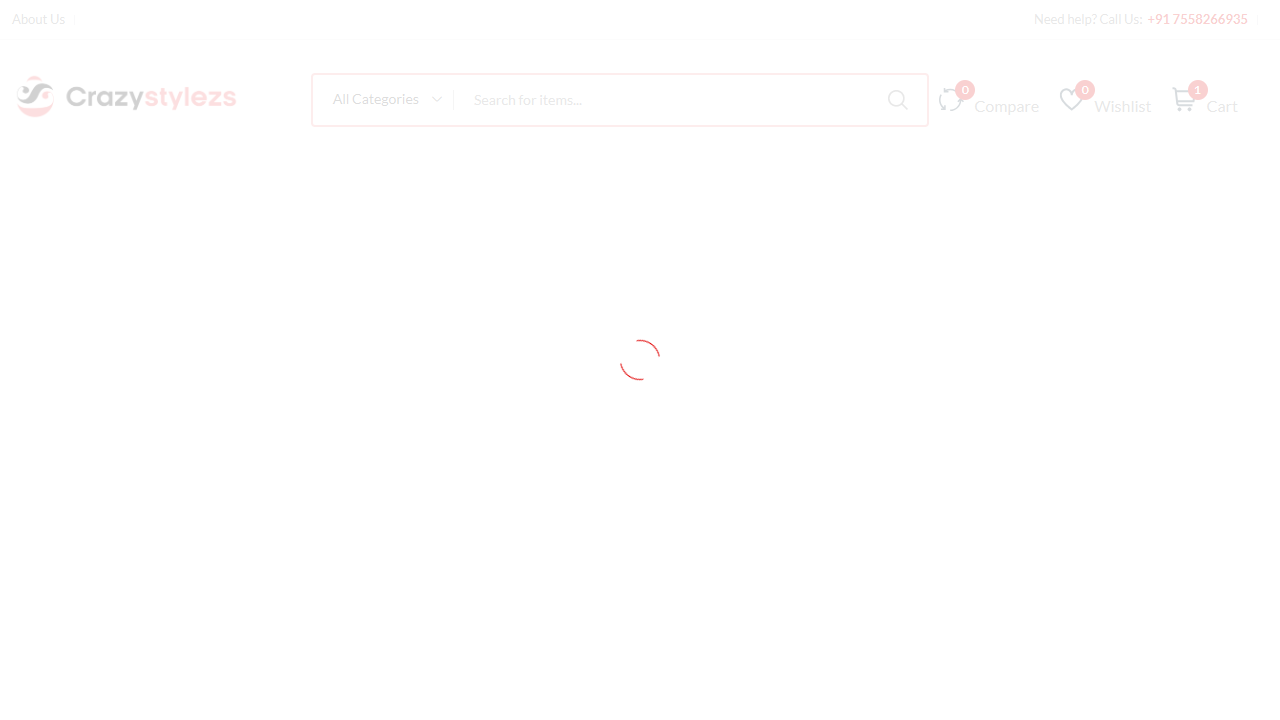 About Us
Need help? Call Us: +91 7558266935
Crazystylezs
All Categories
Search for items...
0
Compare
0
Wishlist
1
Cart